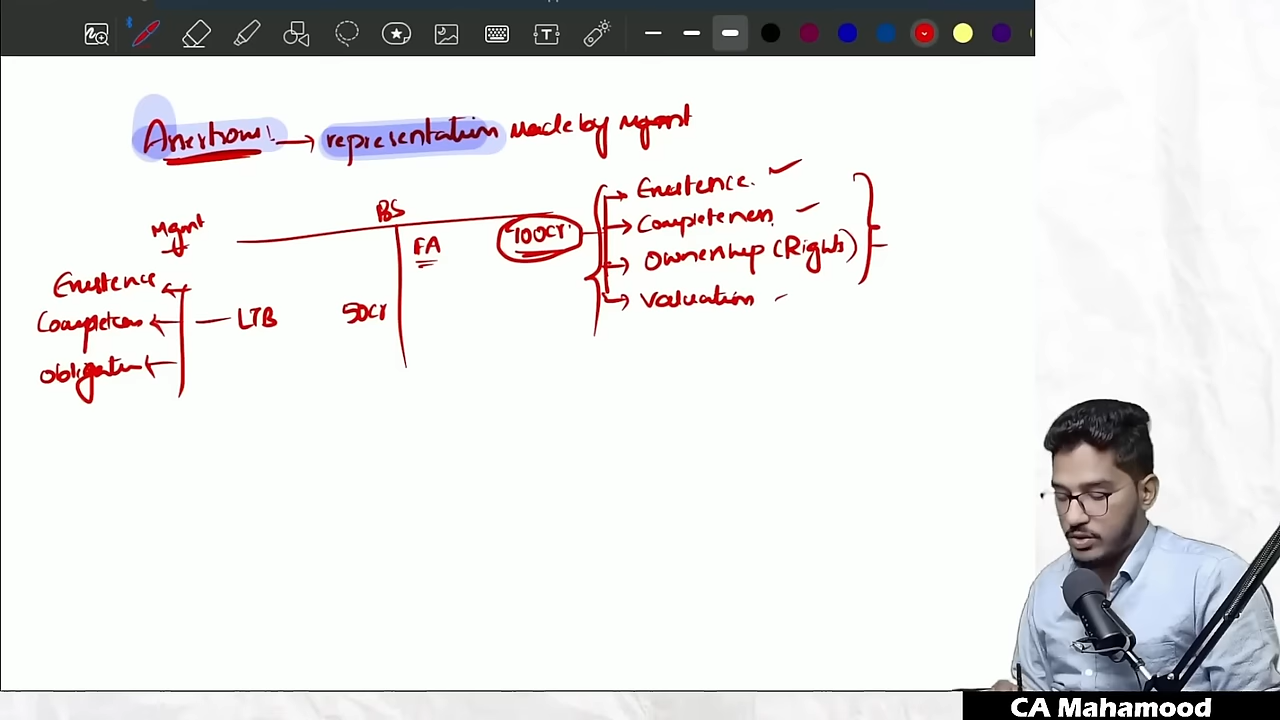 Assertions: → representation Made by Mgmt
BS
Mgmt
FA
100Cr
Existence
Completeness
Ownership (Rights)
Valuation
Existence
Completeness
Obligation
LTB
50Cr
CA Mahamood